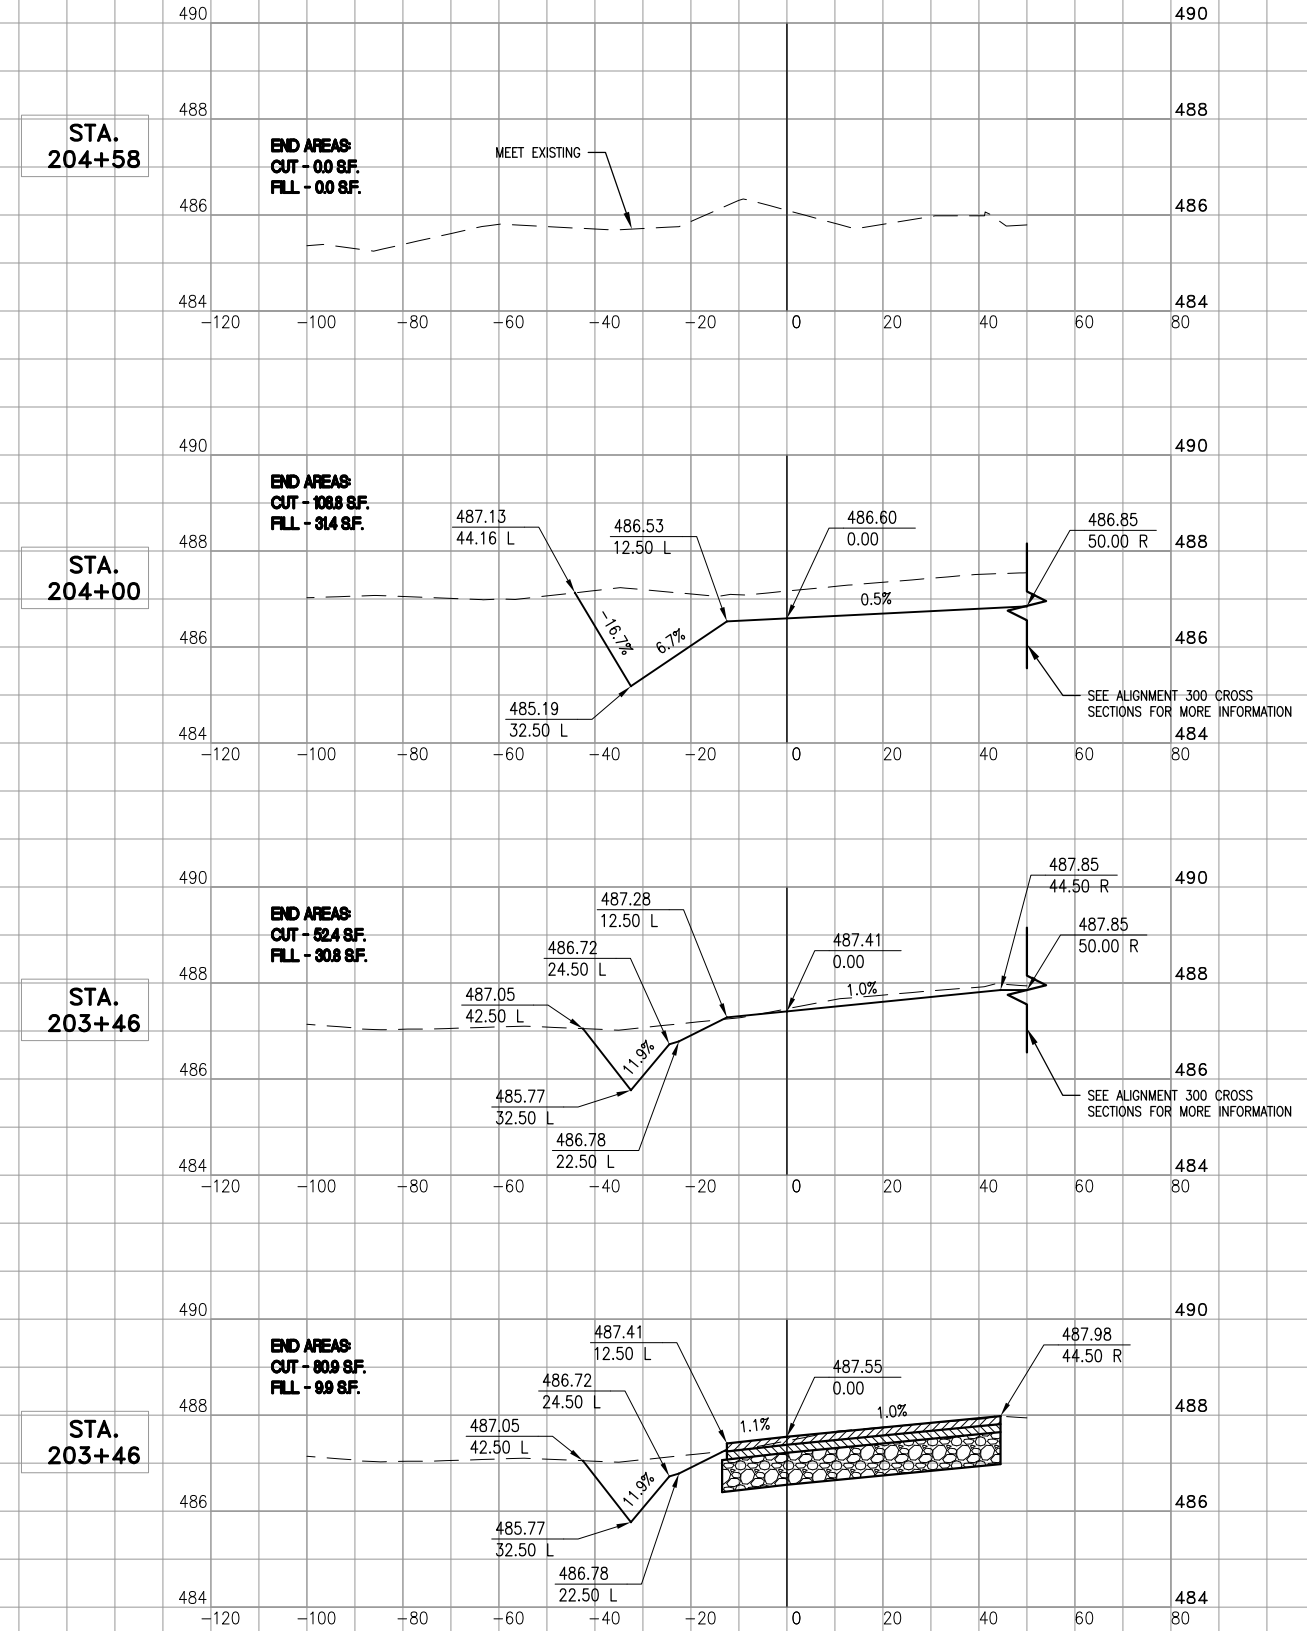 490
490
488
488
STA.
204+58
END AREAS:
CUT - 0.0 S.F.
FILL - 0.0 S.F.
MEET EXISTING
486
486
484
484
-120 -100 -80 -60 -40 -20 0 20 40 60 80
490
490
END AREAS:
CUT - 108.8 S.F.
FILL - 31.4 S.F.
487.13
44.16 L
486.53
12.50 L
486.60
0.00
486.85
50.00 R
488
488
STA.
204+00
0.5%
-16.7%
6.7%
486
486
485.19
32.50 L
SEE ALIGNMENT 300 CROSS
SECTIONS FOR MORE INFORMATION
484
484
-120 -100 -80 -60 -40 -20 0 20 40 60 80
487.85
44.50 R
490
490
487.28
12.50 L
END AREAS:
CUT - 52.4 S.F.
FILL - 30.8 S.F.
487.85
50.00 R
486.72
24.50 L
487.41
0.00
488
488
STA.
203+46
487.05
42.50 L
1.0%
11.9%
486
486
485.77
32.50 L
SEE ALIGNMENT 300 CROSS
SECTIONS FOR MORE INFORMATION
486.78
22.50 L
484
484
-120 -100 -80 -60 -40 -20 0 20 40 60 80
490
490
END AREAS:
CUT - 80.9 S.F.
FILL - 9.9 S.F.
487.41
12.50 L
487.98
44.50 R
486.72
24.50 L
487.55
0.00
488
488
STA.
203+46
487.05
42.50 L
1.1%
1.0%
11.9%
486
486
485.77
32.50 L
486.78
22.50 L
484
484
-120 -100 -80 -60 -40 -20 0 20 40 60 80